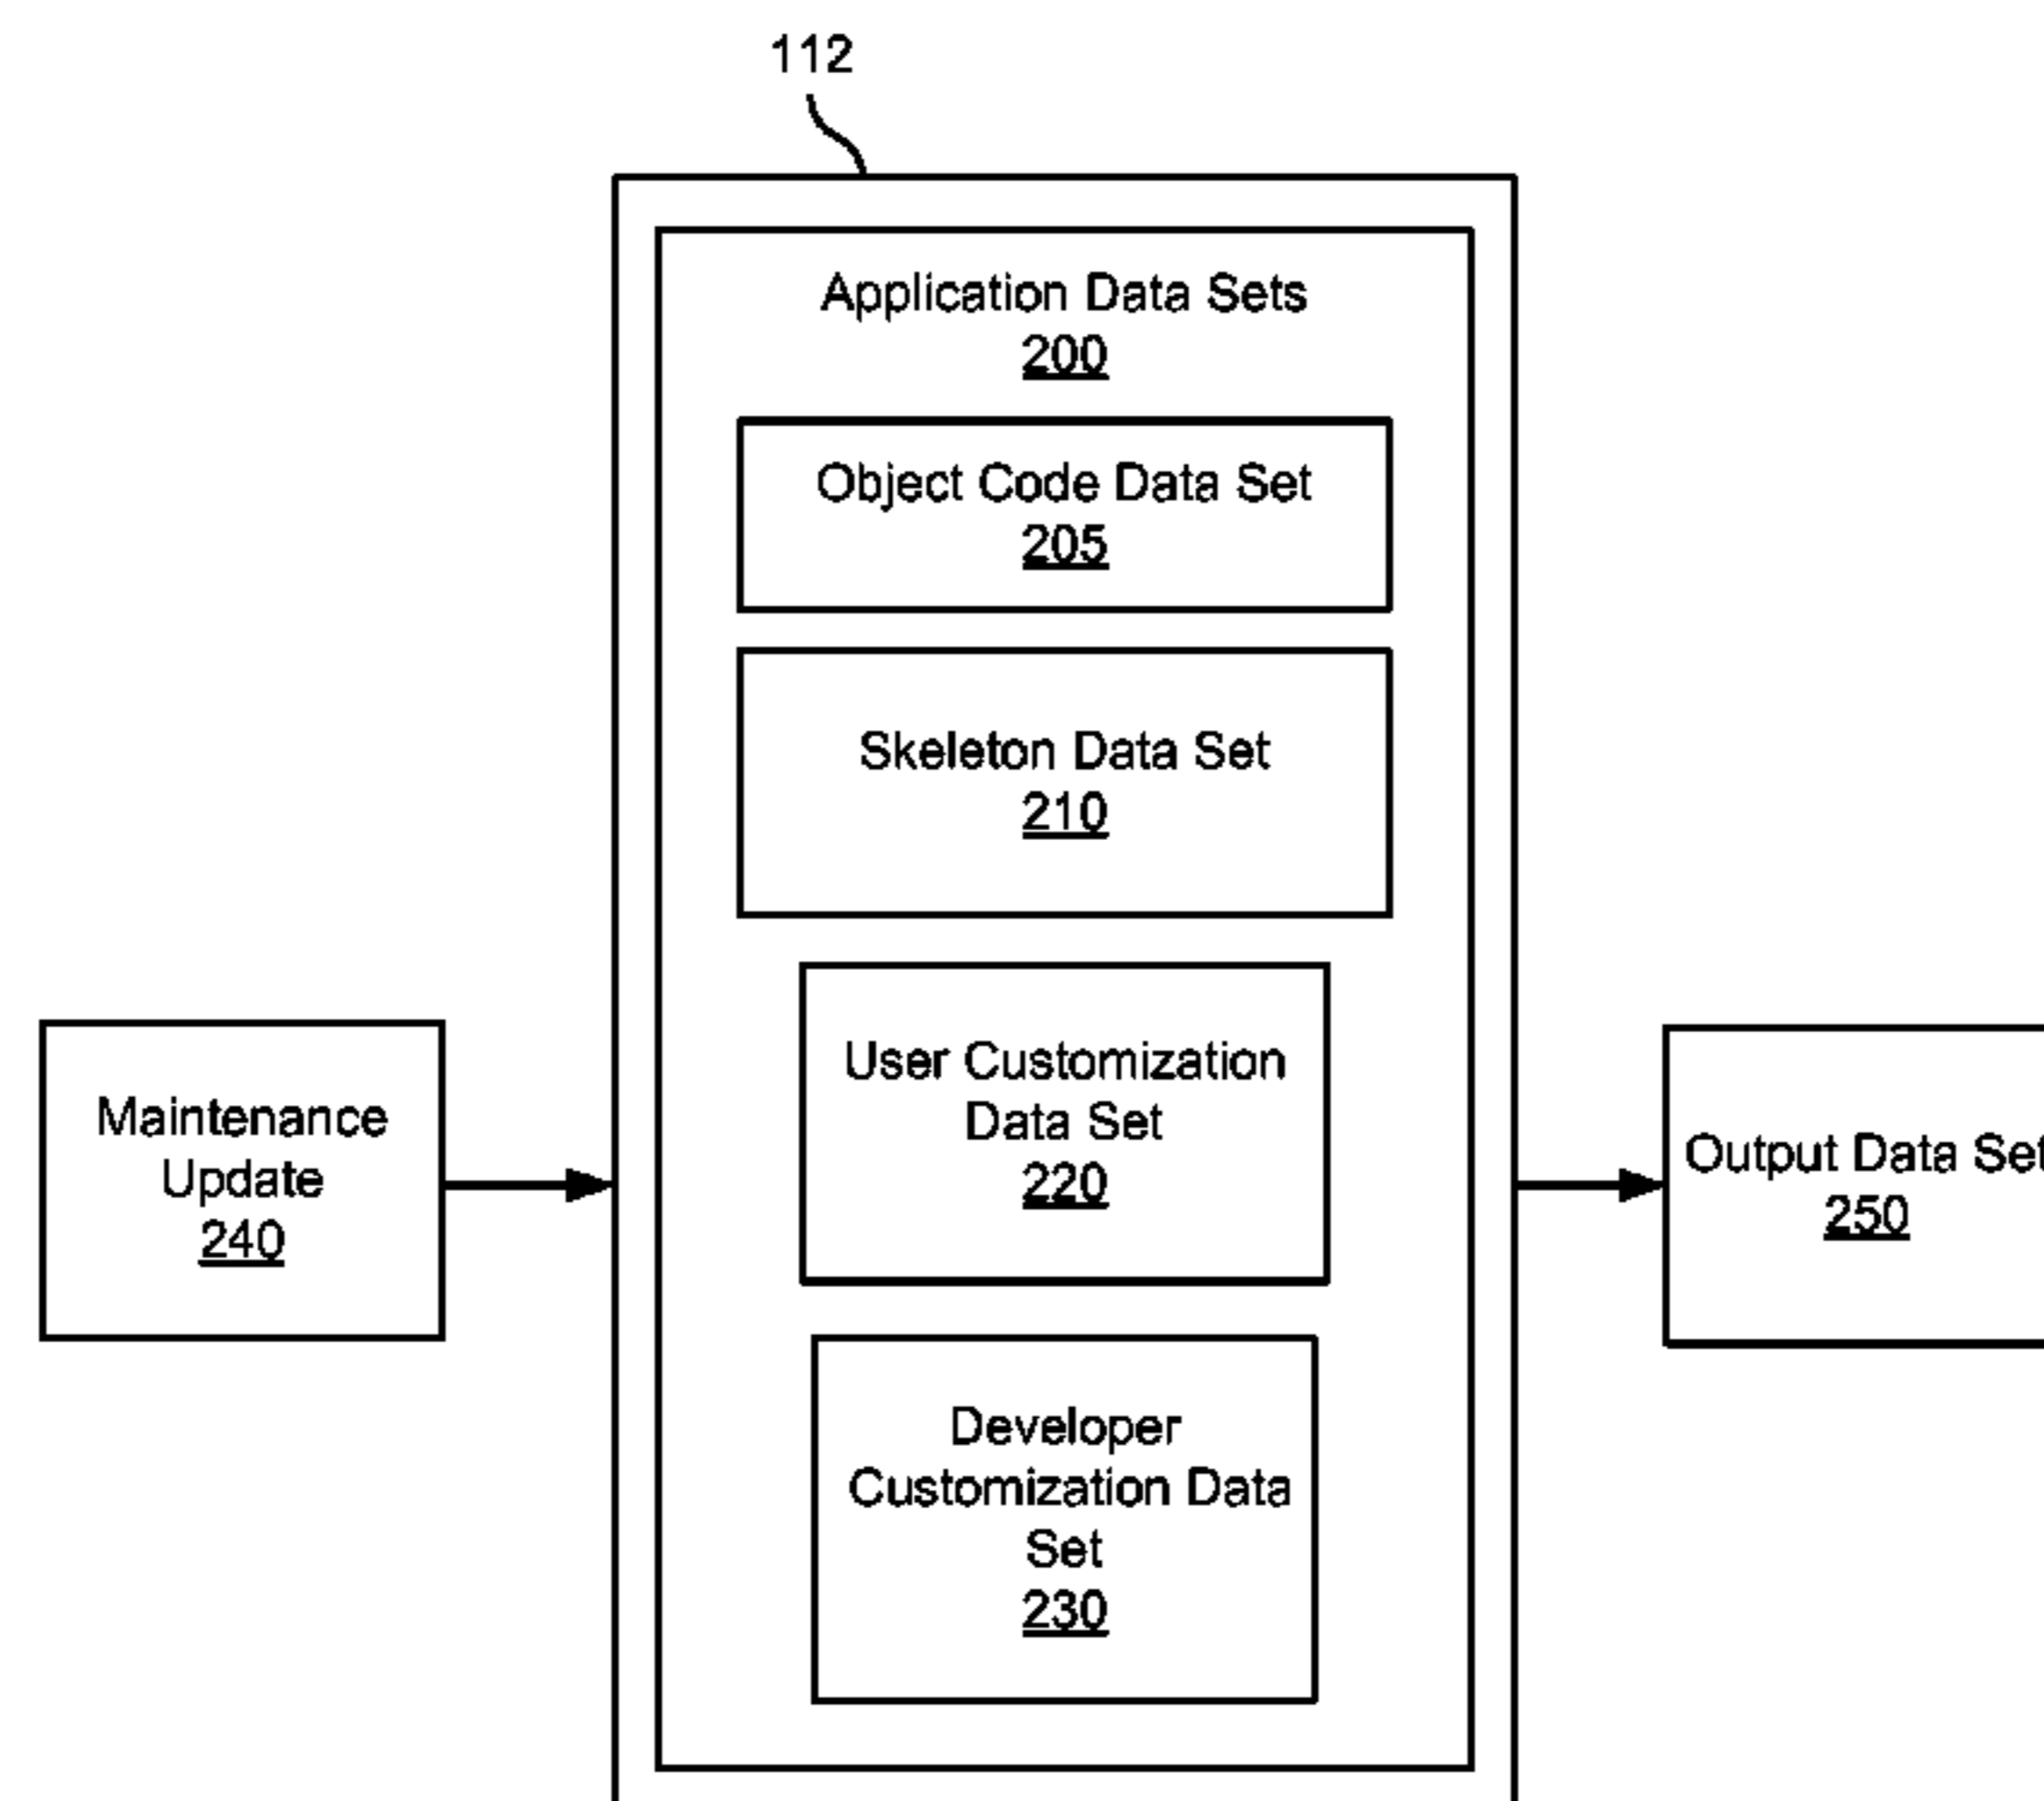 112
Application Data Sets
200
Object Code Data Set
205
Skeleton Data Set
210
User Customization
Data Set
220
Developer
Customization Data
Set
230
Maintenance
Update
240
Output Data Set
250